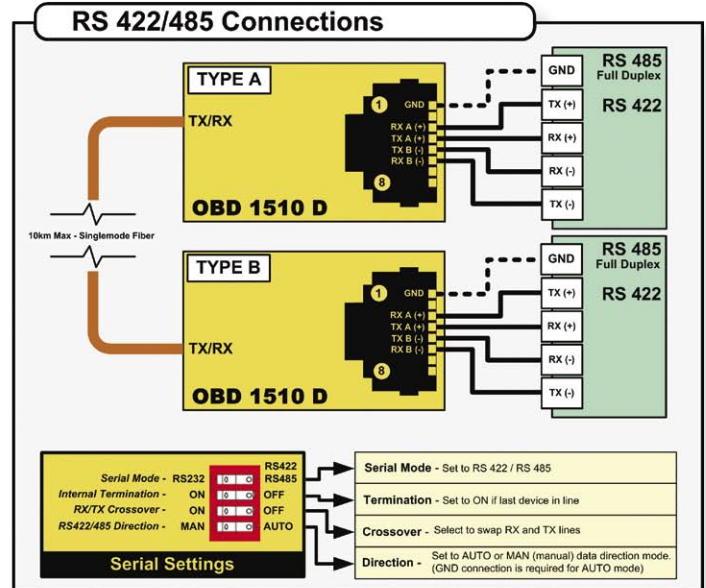 RS 422/485 Connections
TYPE A
TX/RX
1
GND
RX A (+)
TX A (+)
TX B (-)
RX B (-)
8
OBD 1510 D
GND
TX (+)
RX (+)
RX (-)
TX (-)
RS 485
Full Duplex
RS 422
10km Max - Singlemode Fiber
TYPE B
TX/RX
1
GND
RX A (+)
TX A (+)
TX B (-)
RX B (-)
8
OBD 1510 D
GND
TX (+)
RX (+)
RX (-)
TX (-)
RS 485
Full Duplex
RS 422
RS422
Serial Mode - RS232 RS485
Internal Termination - ON OFF
RX/TX Crossover - ON OFF
RS422/485 Direction - MAN AUTO
Serial Settings
Serial Mode - Set to RS 422 / RS 485
Termination - Set to ON if last device in line
Crossover - Select to swap RX and TX lines
Direction - Set to AUTO or MAN (manual) data direction mode.
(GND connection is required for AUTO mode)